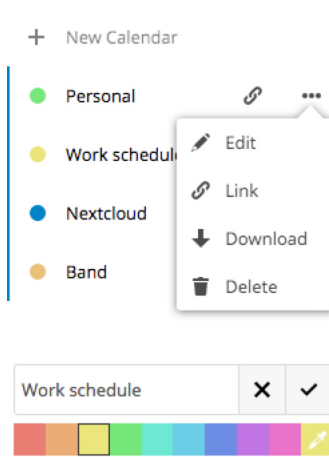 New Calendar
Personal
Edit
Work schedul
Link
Nextcloud
Download
Band
Delete
Work schedule